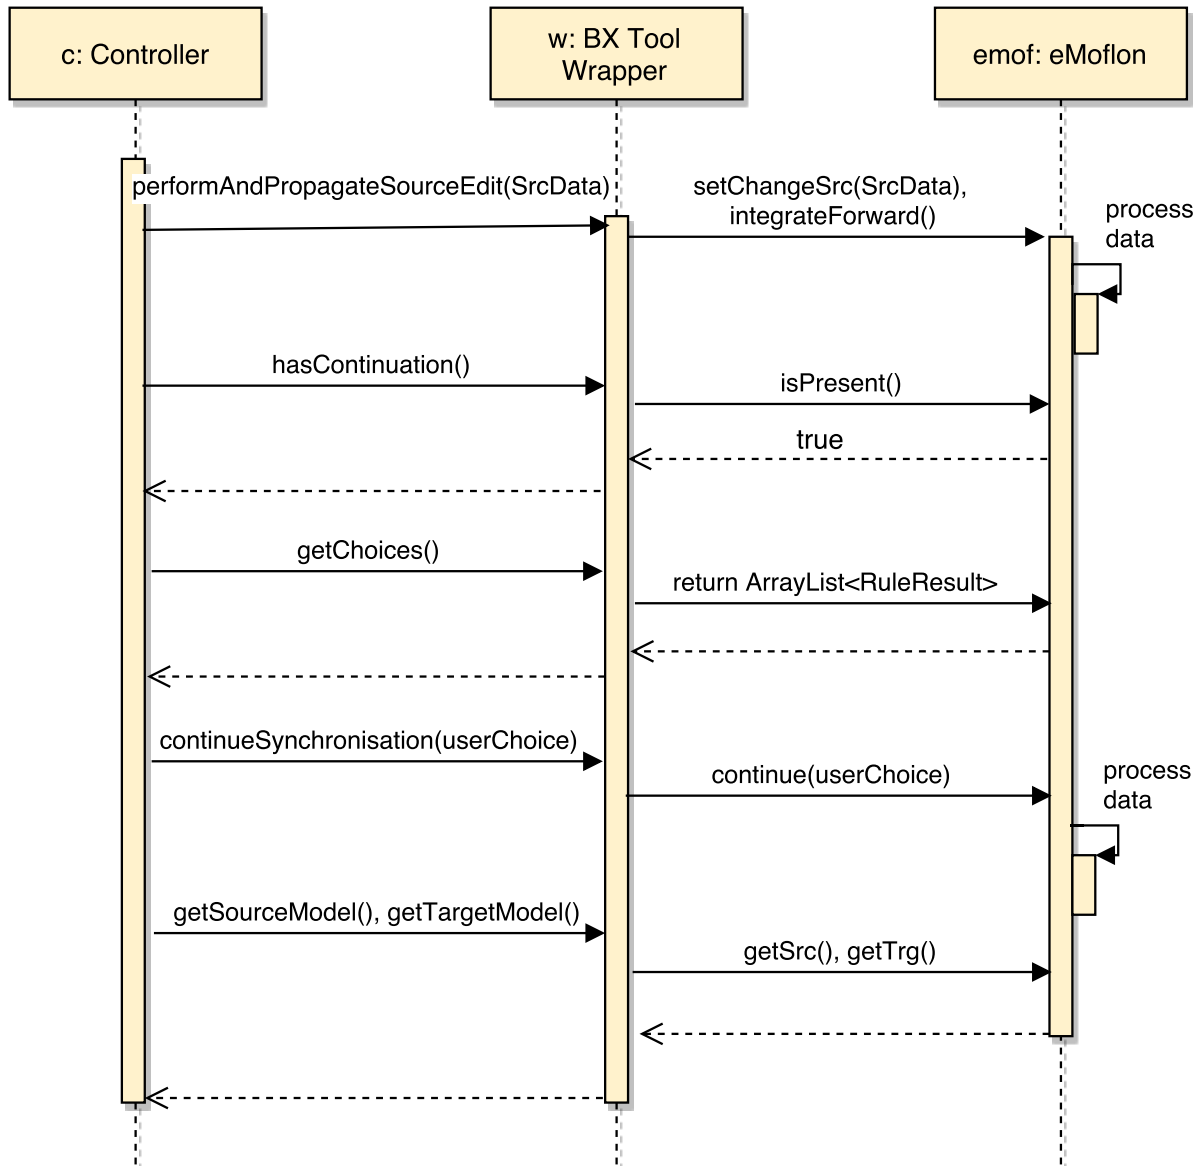 c: Controller
w: BX Tool
Wrapper
emof: eMoflon
performAndPropagateSourceEdit(SrcData)
setChangeSrc(SrcData),
integrateForward()
process
data
hasContinuation()
isPresent()
true
getChoices()
return ArrayList<RuleResult>
continueSynchronisation(userChoice)
continue(userChoice)
process
data
getSourceModel(), getTargetModel()
getSrc(), getTrg()